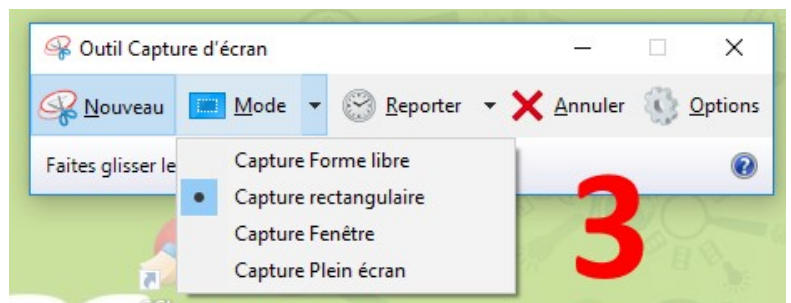 Outil Capture d'écran
Nouveau Mode Reporter Annuler Options
Faites glisser le
Capture Forme libre
Capture rectangulaire
Capture Fenêtre
Capture Plein écran
3